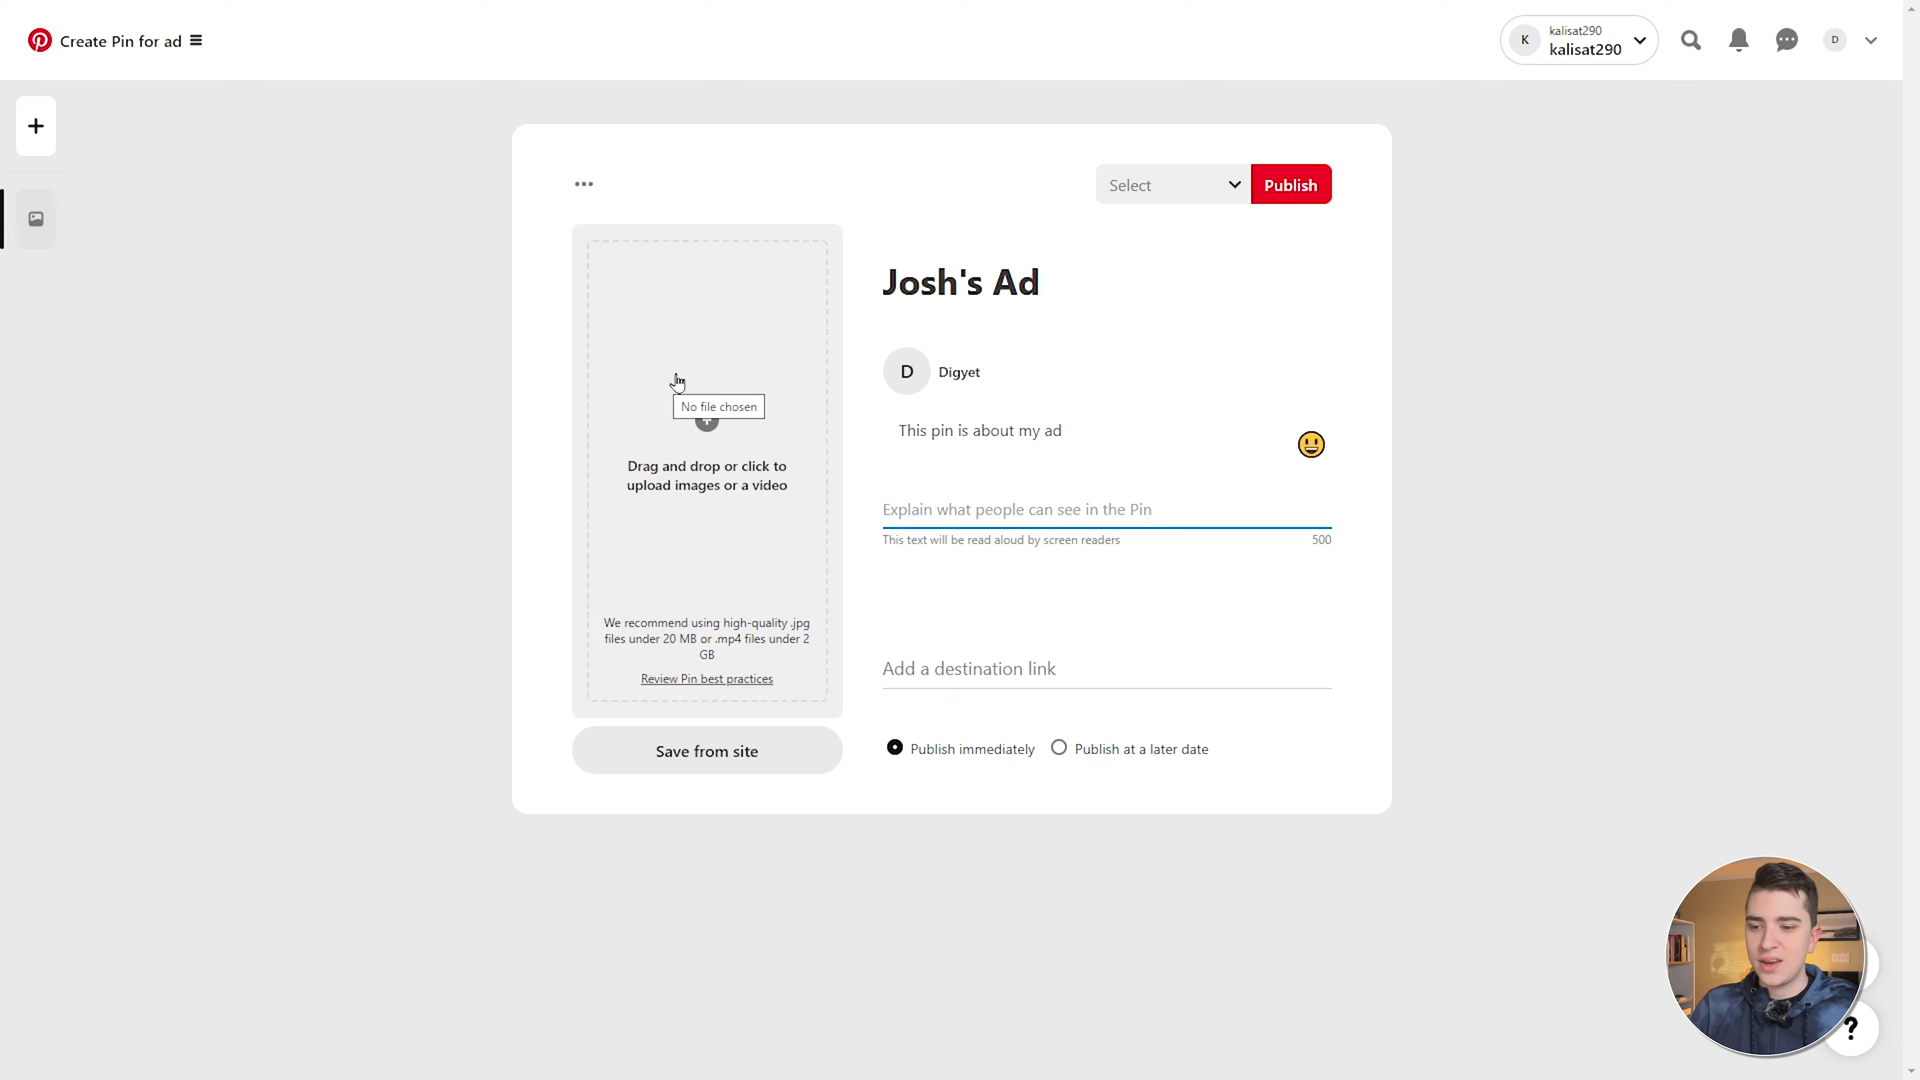 Create Pin for ad
K
kalisat290
kalisat290
D
Select
Publish
Josh's Ad
D
Digyet
No file chosen
This pin is about my ad
Drag and drop or click to
upload images or a video
Explain what people can see in the Pin
This text will be read aloud by screen readers
500
We recommend using high-quality .jpg
files under 20 MB or .mp4 files under 2
GB
Review Pin best practices
Add a destination link
Save from site
Publish immediately
Publish at a later date
?